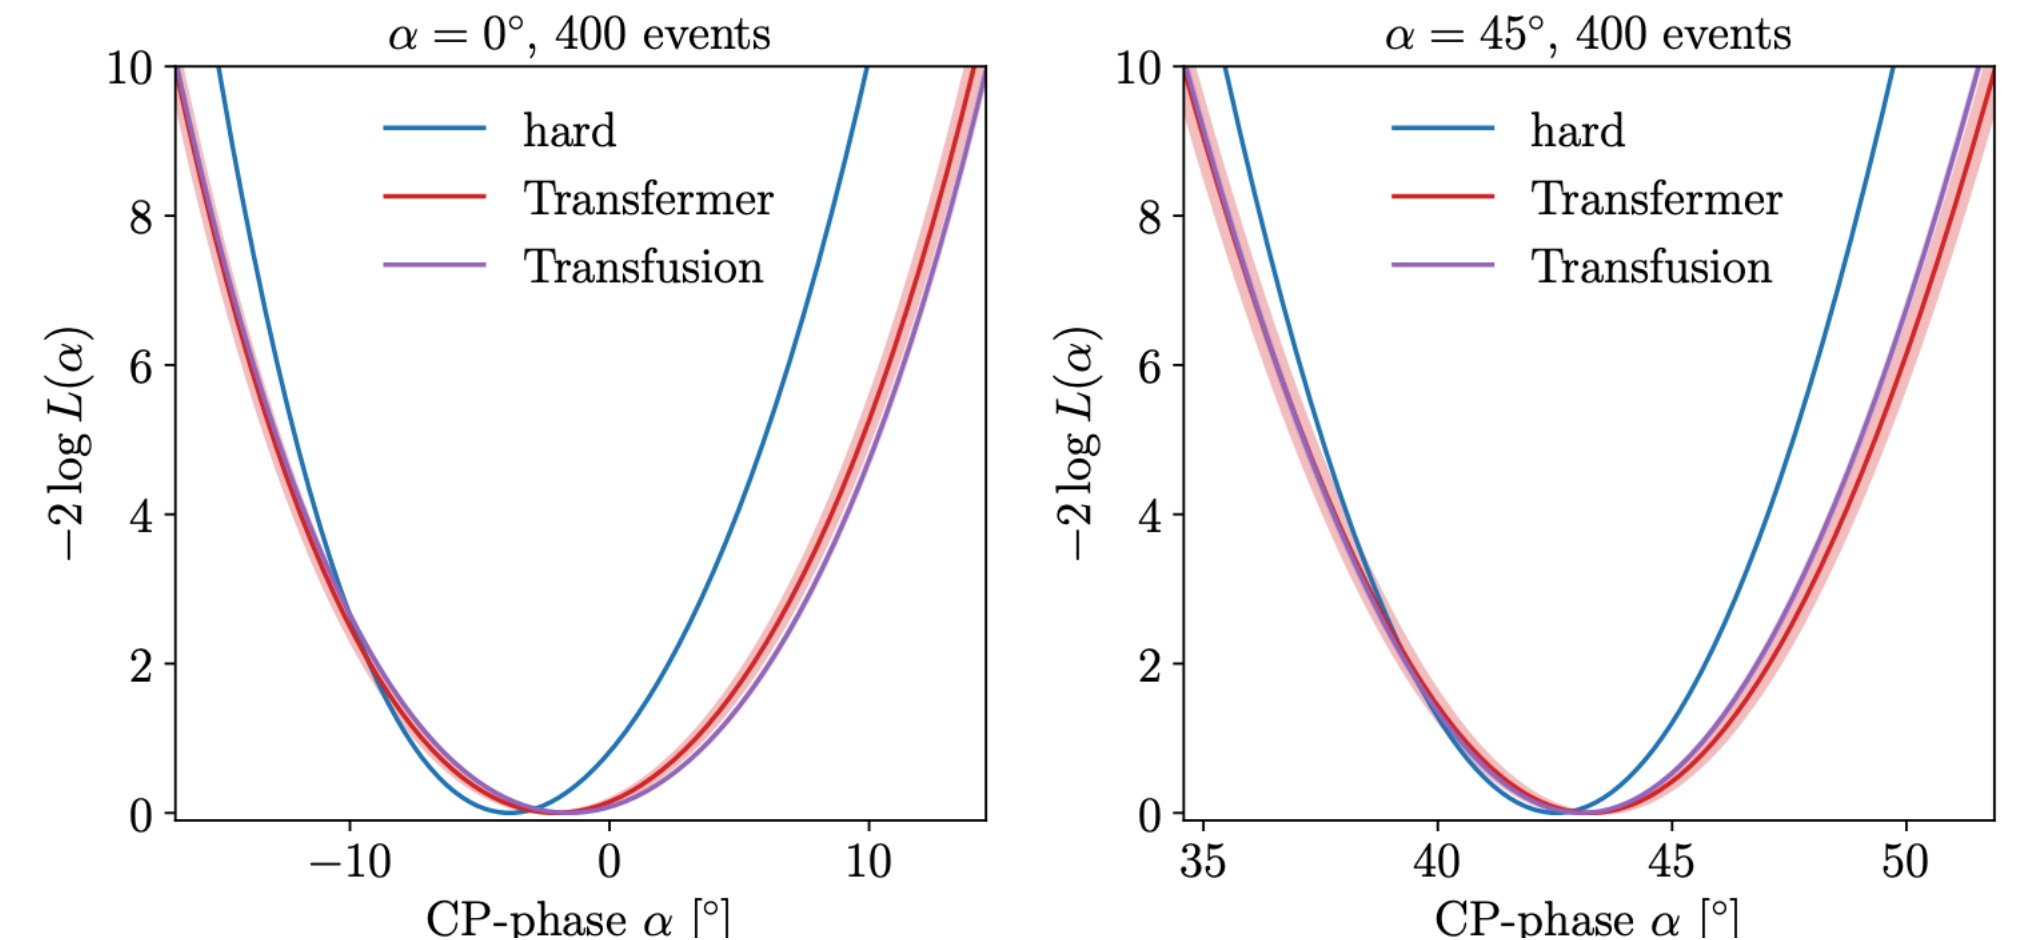 α = 0°, 400 events
10
8
6
4
2
0
−2 log L(α)
hard
Transfermer
Transfusion
−10 0 10
CP-phase α [°]
α = 45°, 400 events
10
8
6
4
2
0
−2 log L(α)
hard
Transfermer
Transfusion
35 40 45 50
CP-phase α [°]